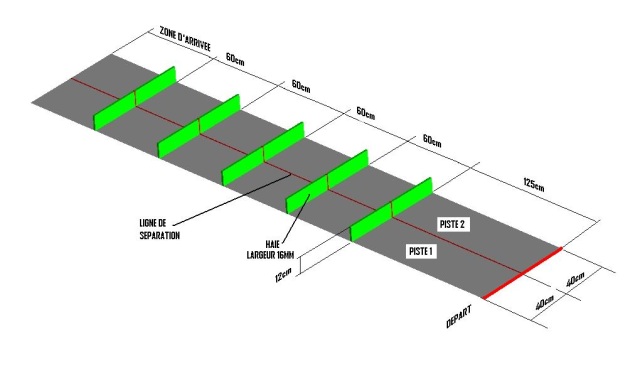 ZONE D'ARRIVEE
60cm
60cm
60cm
60cm
125cm
LIGNE DE
SEPARATION
HAIE
LARGEUR 16MM
12cm
PISTE 2
PISTE 1
DEPART
40cm
40cm